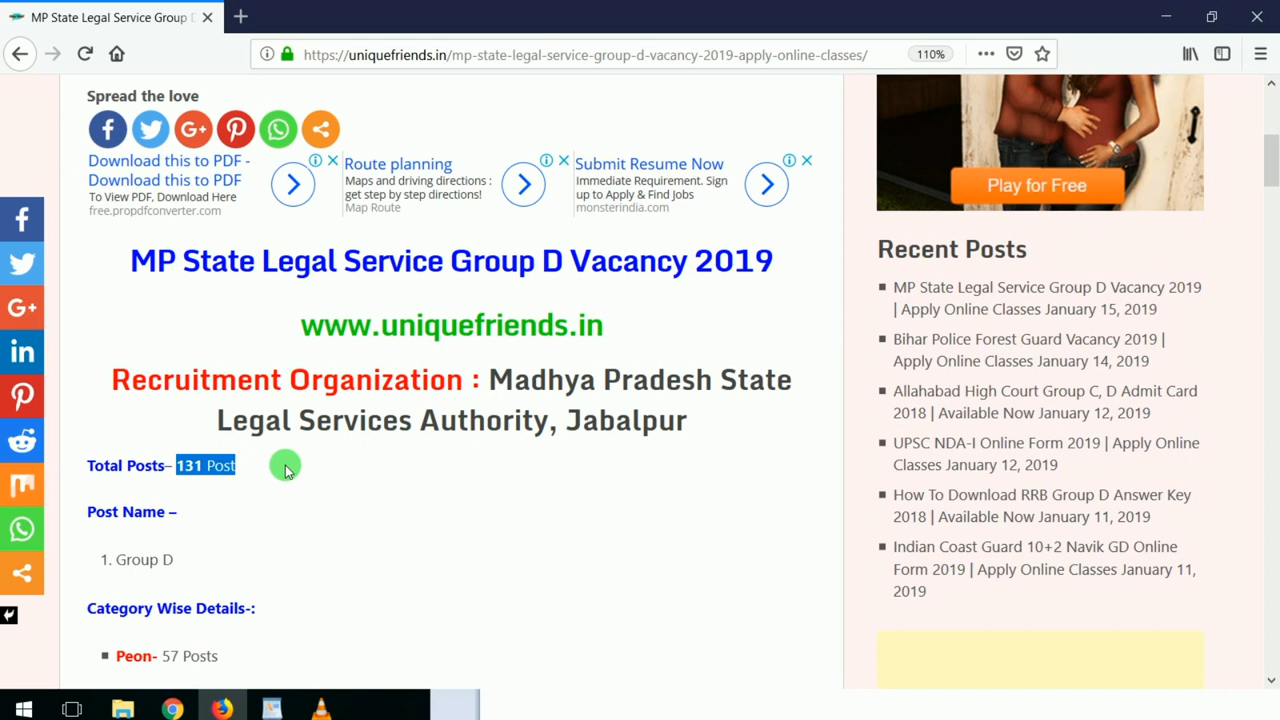 MP State Legal Service Group D
https://uniquefriends.in/mp-state-legal-service-group-d-vacancy-2019-apply-online-classes/
110%
Spread the love
Download this to PDF -
Download this to PDF
To View PDF, Download Here
free.propdfconverter.com
Route planning
Maps and driving directions :
get step by step directions!
Map Route
Submit Resume Now
Immediate Requirement. Sign
up to Apply & Find Jobs
monsterindia.com
MP State Legal Service Group D Vacancy 2019
www.uniquefriends.in
Recruitment Organization : Madhya Pradesh State
Legal Services Authority, Jabalpur
Total Posts– 131 Post
Post Name –
1. Group D
Category Wise Details-:
Peon- 57 Posts
Play for Free
Recent Posts
MP State Legal Service Group D Vacancy 2019
| Apply Online Classes January 15, 2019
Bihar Police Forest Guard Vacancy 2019 |
Apply Online Classes January 14, 2019
Allahabad High Court Group C, D Admit Card
2018 | Available Now January 12, 2019
UPSC NDA-I Online Form 2019 | Apply Online
Classes January 12, 2019
How To Download RRB Group D Answer Key
2018 | Available Now January 11, 2019
Indian Coast Guard 10+2 Navik GD Online
Form 2019 | Apply Online Classes January 11,
2019